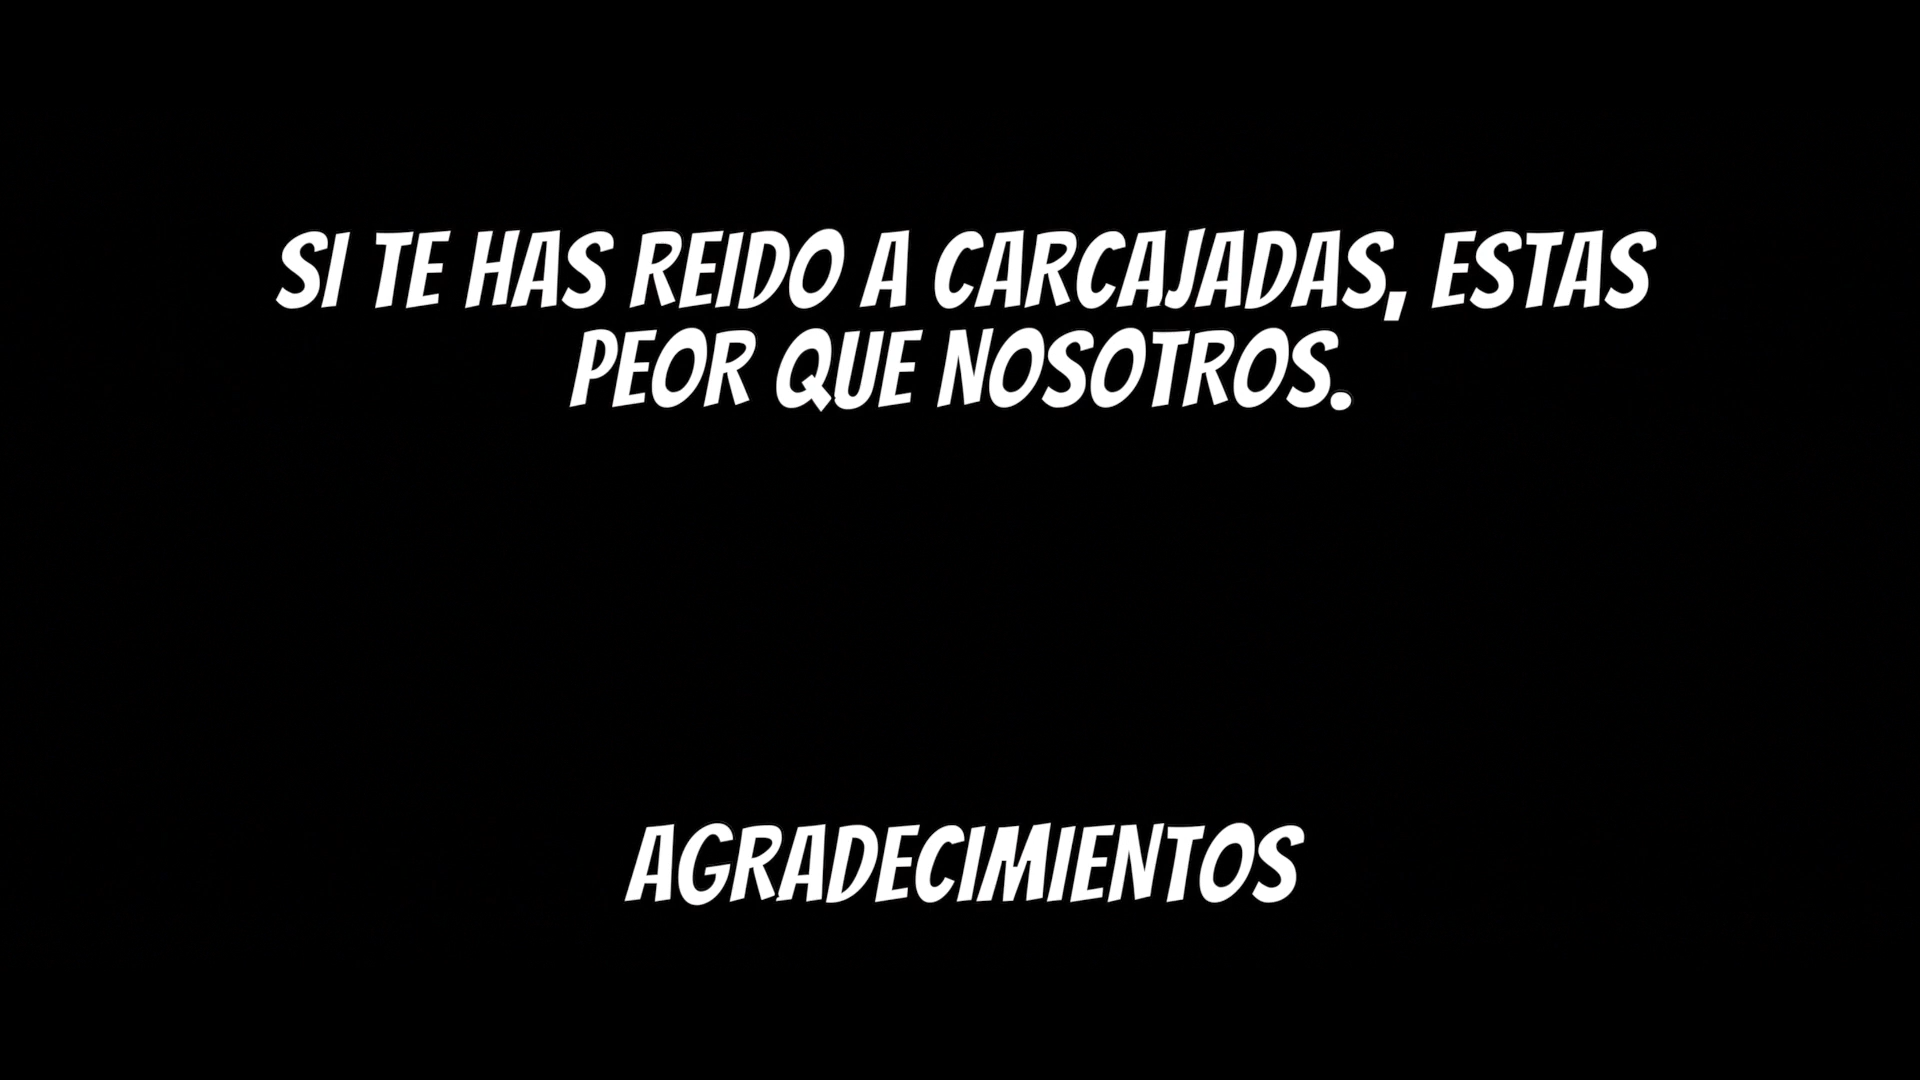 SI TE HAS REIDO A CARCAJADAS, ESTAS
PEOR QUE NOSOTROS.
AGRADECIMIENTOS